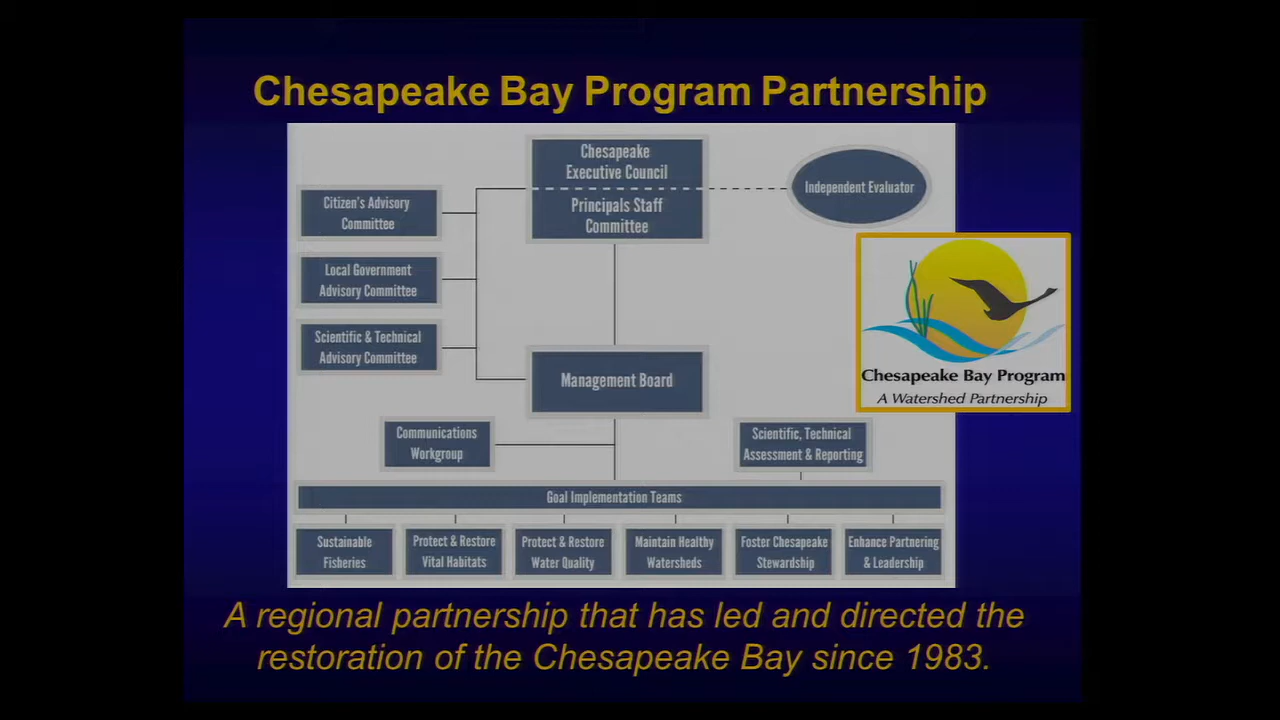 Chesapeake Bay Program Partnership
Chesapeake
Executive Council
Principals Staff
Committee
Independent Evaluator
Citizen's Advisory
Committee
Local Government
Advisory Committee
Scientific & Technical
Advisory Committee
Management Board
Chesapeake Bay Program
A Watershed Partnership
Communications
Workgroup
Scientific, Technical
Assessment & Reporting
Goal Implementation Teams
Sustainable
Fisheries
Protect & Restore
Vital Habitats
Protect & Restore
Water Quality
Maintain Healthy
Watersheds
Foster Chesapeake
Stewardship
Enhance Partnering
& Leadership
A regional partnership that has led and directed the
restoration of the Chesapeake Bay since 1983.